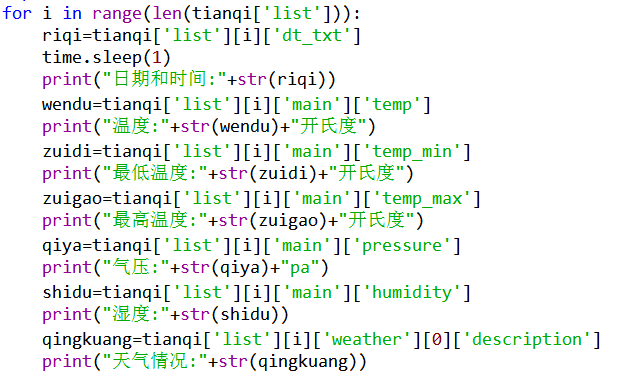 for i in range(len(tianqi['list'])):
    riqi=tianqi['list'][i]['dt_txt']
    time.sleep(1)
    print("日期和时间:"+str(riqi))
    wendu=tianqi['list'][i]['main']['temp']
    print("温度:"+str(wendu)+"开氏度")
    zuidi=tianqi['list'][i]['main']['temp_min']
    print("最低温度:"+str(zuidi)+"开氏度")
    zuigao=tianqi['list'][i]['main']['temp_max']
    print("最高温度:"+str(zuigao)+"开氏度")
    qiya=tianqi['list'][i]['main']['pressure']
    print("气压:"+str(qiya)+"pa")
    shidu=tianqi['list'][i]['main']['humidity']
    print("湿度:"+str(shidu))
    qingkuang=tianqi['list'][i]['weather'][0]['description']
    print("天气情况:"+str(qingkuang))